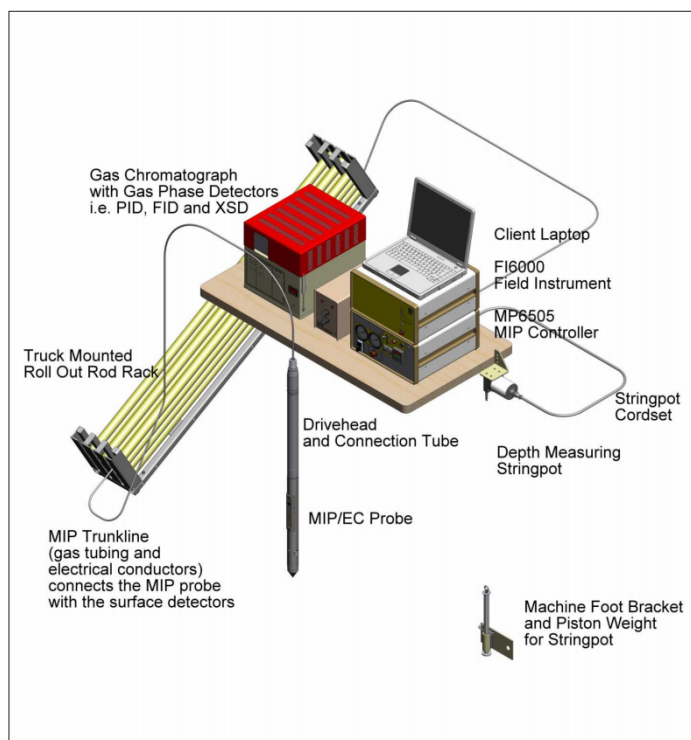 Gas Chromatograph
with Gas Phase Detectors
i.e. PID, FID and XSD
Client Laptop
FI6000
Field Instrument
MP6505
MIP Controller
Truck Mounted
Roll Out Rod Rack
Stringpot
Cordset
Drivehead
and Connection Tube
Depth Measuring
Stringpot
MIP/EC Probe
MIP Trunkline
(gas tubing and
electrical conductors)
connects the MIP probe
with the surface detectors
Machine Foot Bracket
and Piston Weight
for Stringpot